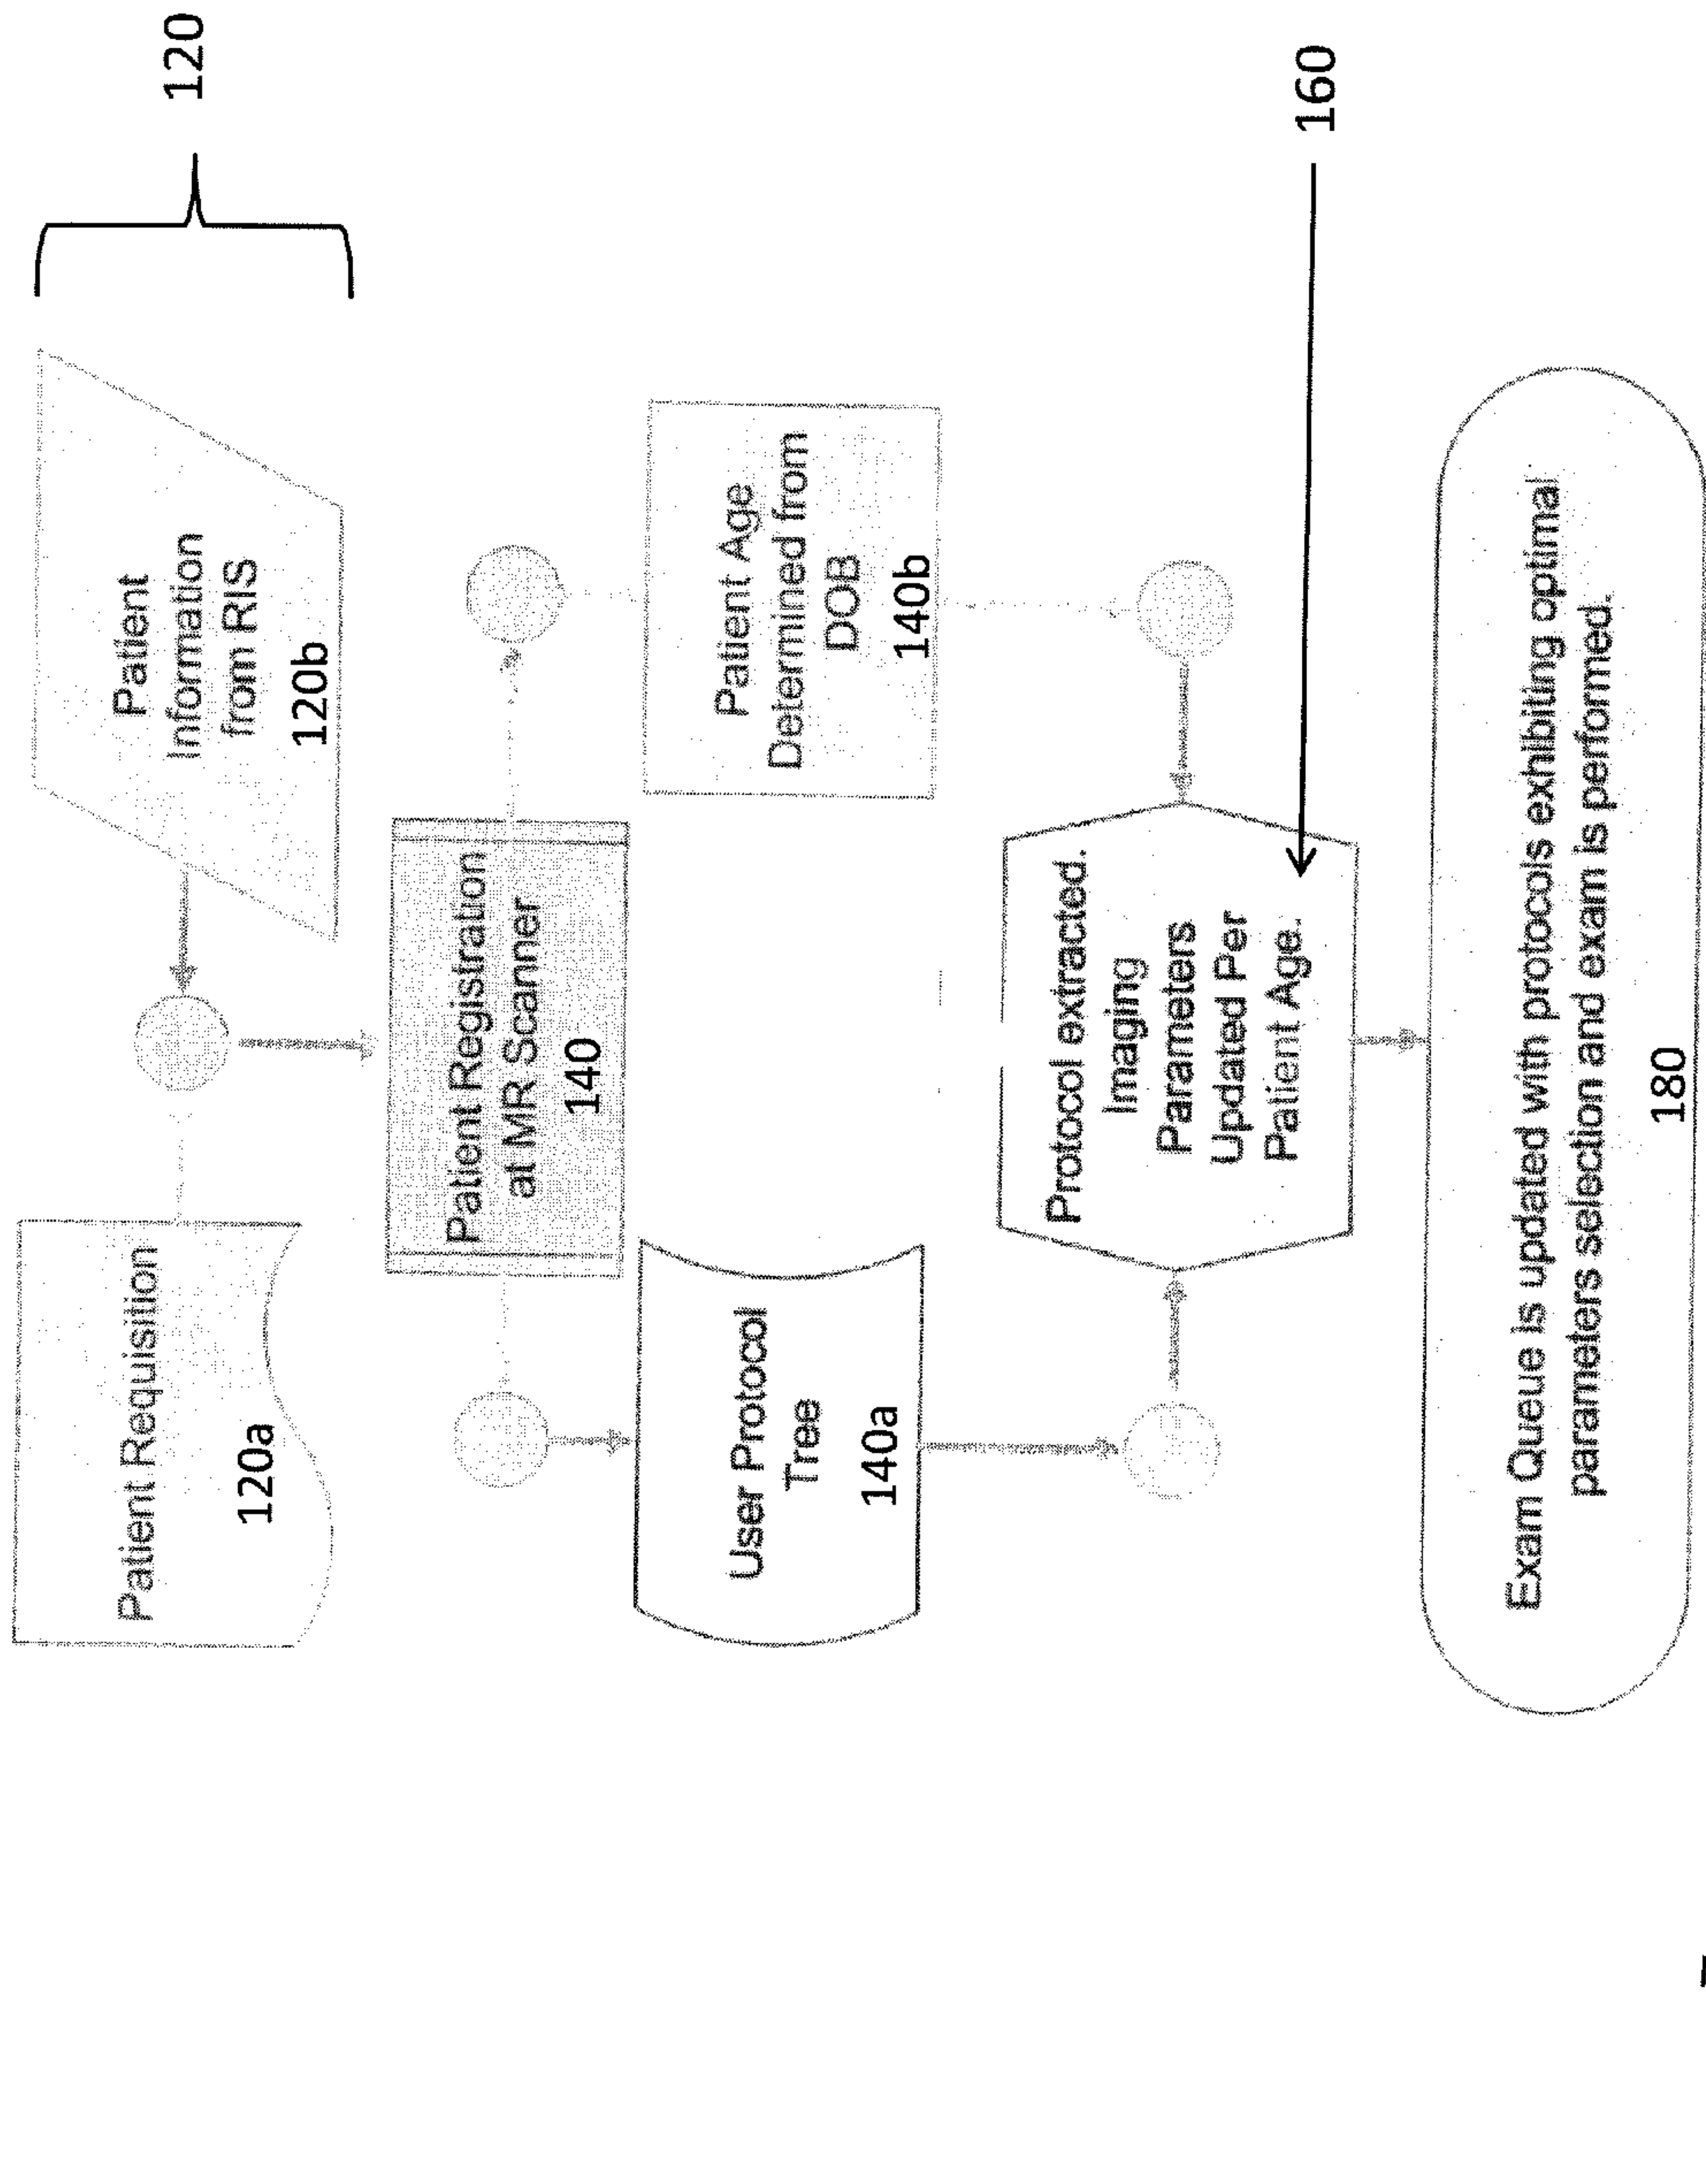 120
Patient Requisition
120a
Patient
Information
from RIS
120b
Patient Registration
at MR Scanner
140
User Protocol
Tree
140a
Patient Age
Determined from
DOB
140b
Protocol extracted.
Imaging
Parameters
Updated Per
Patient Age.
160
Exam Queue is updated with protocols exhibiting optimal
parameters selection and exam is performed.
180